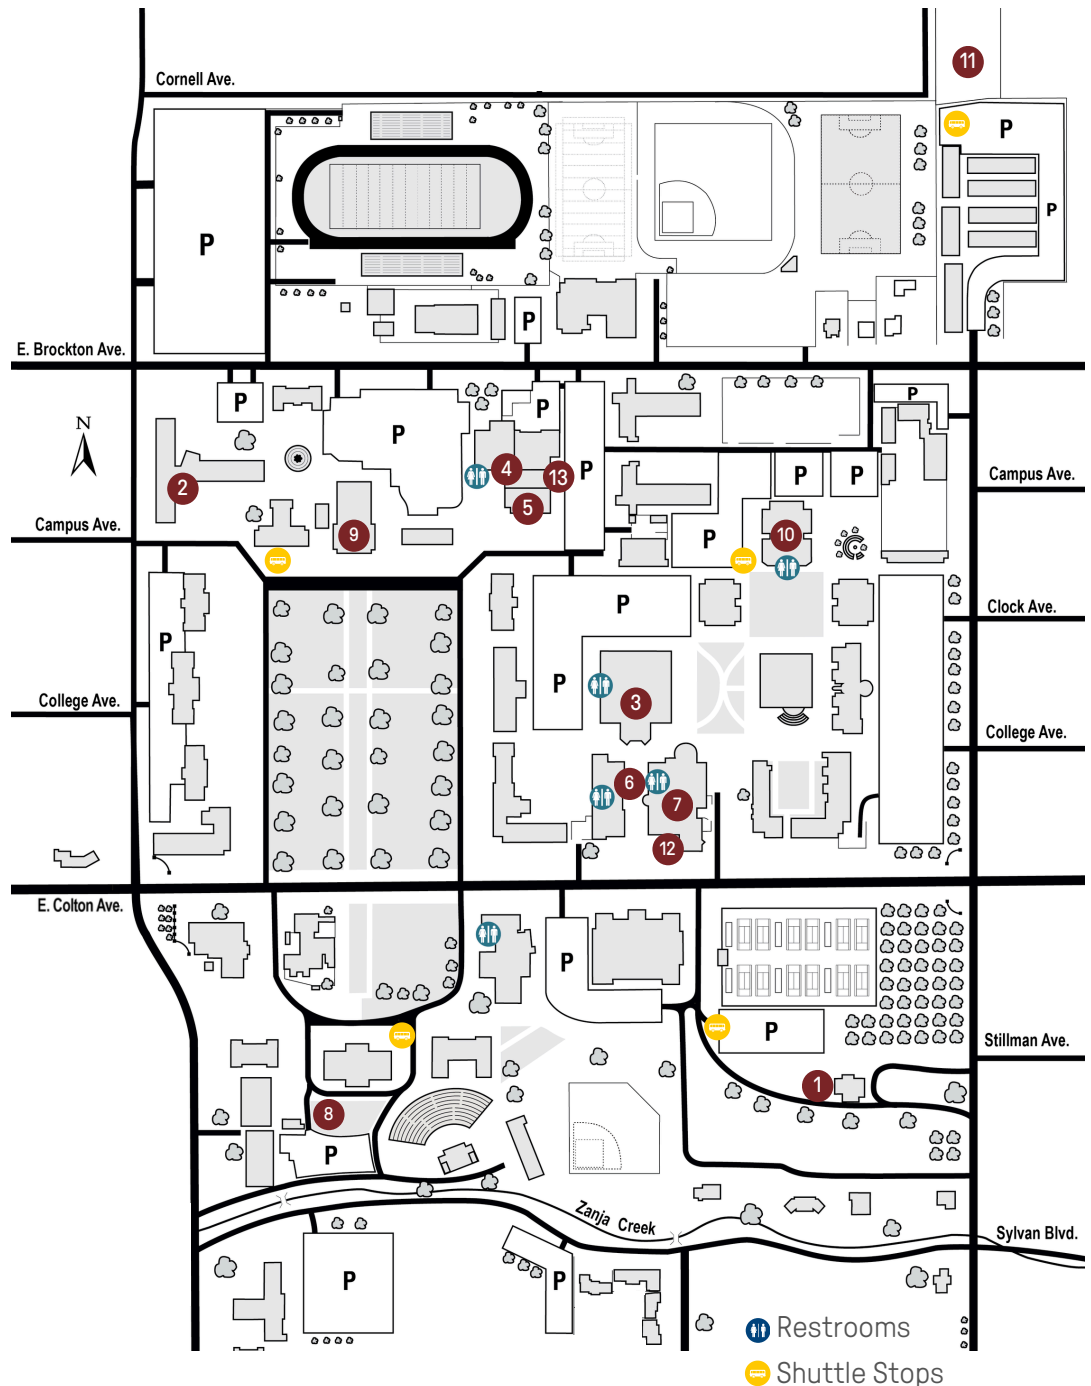 11
Cornell Ave.
P
P
P
P
E. Brockton Ave.
P
P
P
P
N
P
4
13
P
P
P
Campus Ave.
2
5
Campus Ave.
9
10
P
P
Clock Ave.
P
College Ave.
P
3
College Ave.
6
7
12
E. Colton Ave.
P
P
Stillman Ave.
1
8
P
Zanja Creek
Sylvan Blvd.
P
P
Restrooms
Shuttle Stops